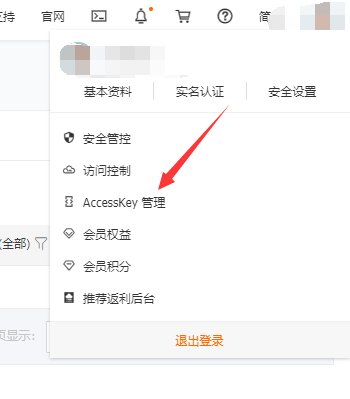 支持 官网 简
基本资料 实名认证 安全设置
安全管控
访问控制
AccessKey 管理
(全部)
会员权益
会员积分
推荐返利后台
页显示：
退出登录